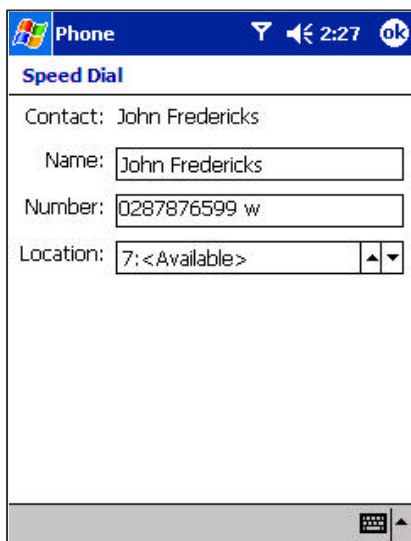 Phone 2:27 ok
Speed Dial
Contact: John Fredericks
Name: John Fredericks
Number: 0287876599 w
Location: 7:<Available>